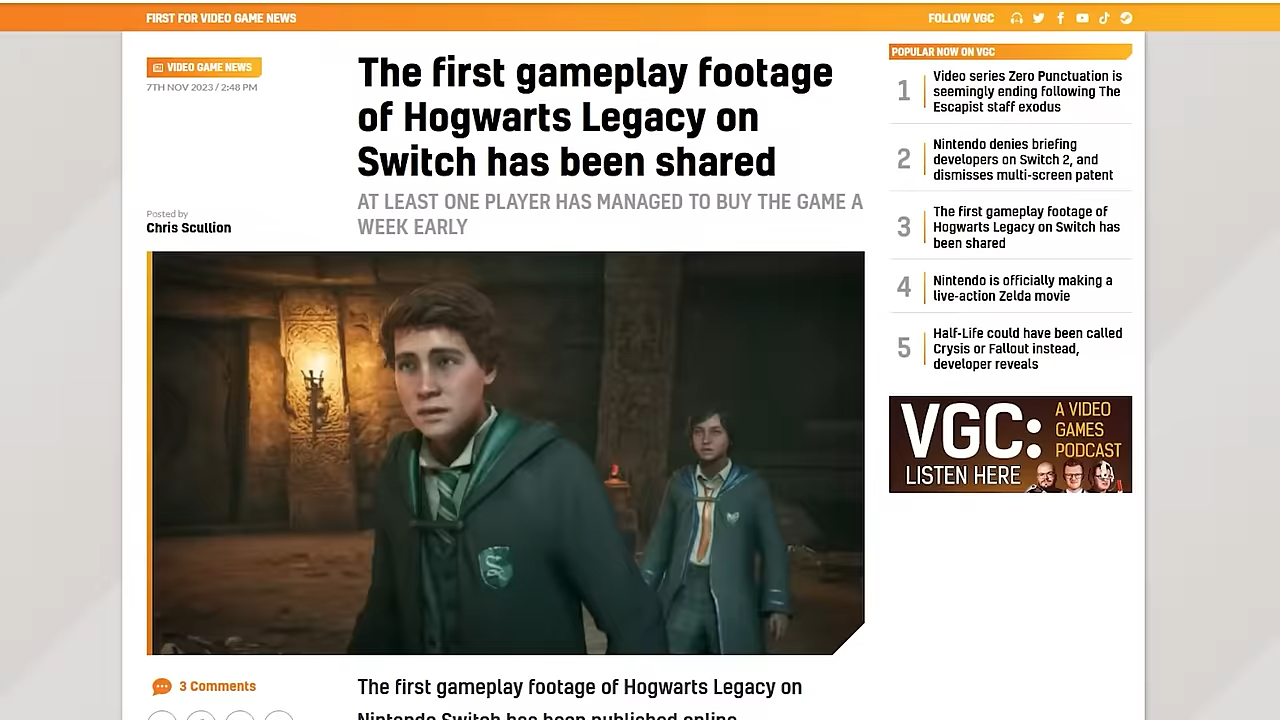 FIRST FOR VIDEO GAME NEWS
FOLLOW VGC
VIDEO GAME NEWS
7TH NOV 2023 / 2:48 PM
The first gameplay footage
of Hogwarts Legacy on
Switch has been shared
AT LEAST ONE PLAYER HAS MANAGED TO BUY THE GAME A
WEEK EARLY
Posted by
Chris Scullion
3 Comments
The first gameplay footage of Hogwarts Legacy on
Nintendo Switch has been published online
POPULAR NOW ON VGC
1
Video series Zero Punctuation is
seemingly ending following The
Escapist staff exodus
2
Nintendo denies briefing
developers on Switch 2, and
dismisses multi-screen patent
3
The first gameplay footage of
Hogwarts Legacy on Switch has
been shared
4
Nintendo is officially making a
live-action Zelda movie
5
Half-Life could have been called
Crysis or Fallout instead,
developer reveals
VGC:
A VIDEO
GAMES
PODCAST
LISTEN HERE